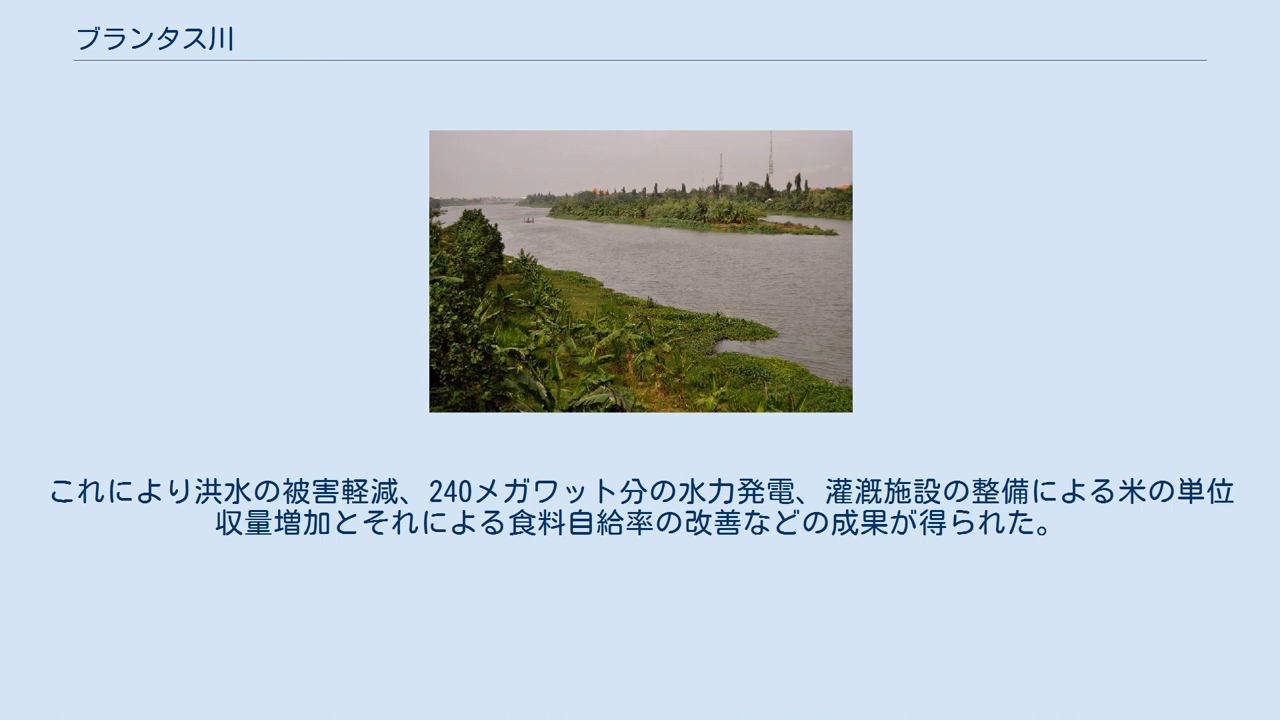 ブランタス川
これにより洪水の被害軽減、240メガワット分の水力発電、灌漑施設の整備による米の単位
収量増加とそれによる食料自給率の改善などの成果が得られた。